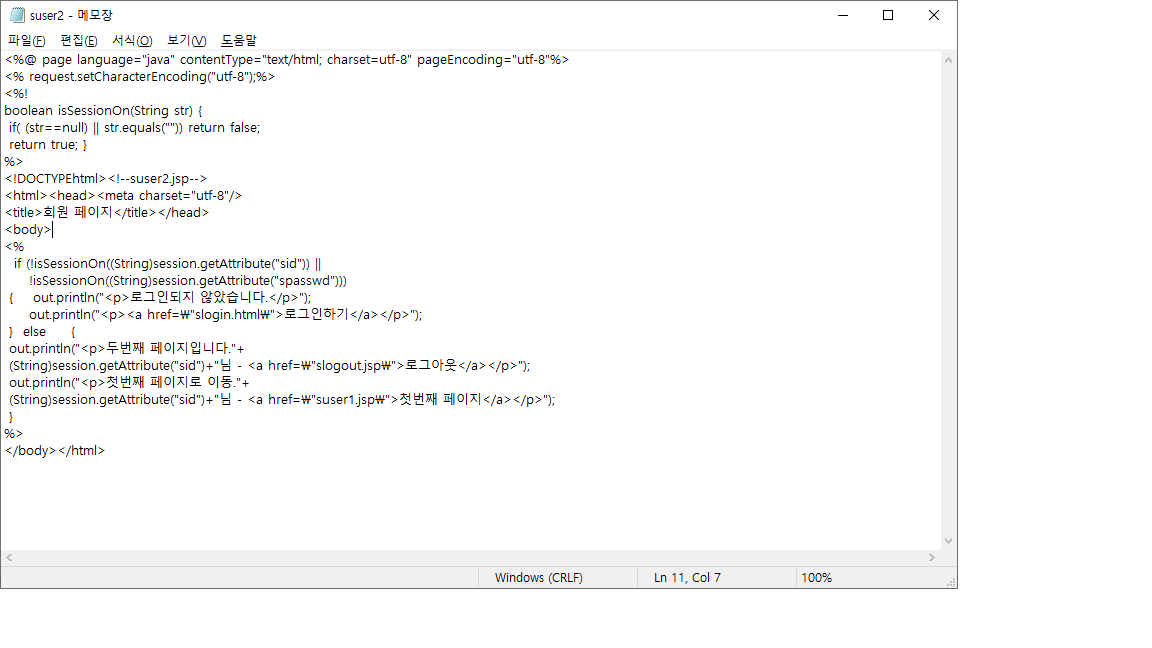 suser2 - 메모장
파일(F) 편집(E) 서식(O) 보기(V) 도움말
<%@ page language="java" contentType="text/html; charset=utf-8" pageEncoding="utf-8"%>
<% request.setCharacterEncoding("utf-8");%>
<%!
boolean isSessionOn(String str) {
if( (str==null) || str.equals("")) return false;
return true; }
%>
<!DOCTYPEhtml><!--suser2.jsp-->
<html><head><meta charset="utf-8"/>
<title>회원 페이지</title></head>
<body>
<%
if (!isSessionOn((String)session.getAttribute("sid")) ||
!isSessionOn((String)session.getAttribute("spasswd")))
{ out.println("<p>로그인되지 않았습니다.</p>");
out.println("<p><a href=₩"slogin.html₩">로그인하기</a></p>");
} else {
out.println("<p>두번째 페이지입니다."+
(String)session.getAttribute("sid")+"님 - <a href=₩"slogout.jsp₩">로그아웃</a></p>");
out.println("<p>첫번째 페이지로 이동."+
(String)session.getAttribute("sid")+"님 - <a href=₩"suser1.jsp₩">첫번째 페이지</a></p>");
}
%>
</body></html>
Windows (CRLF) Ln 11, Col 7 100%